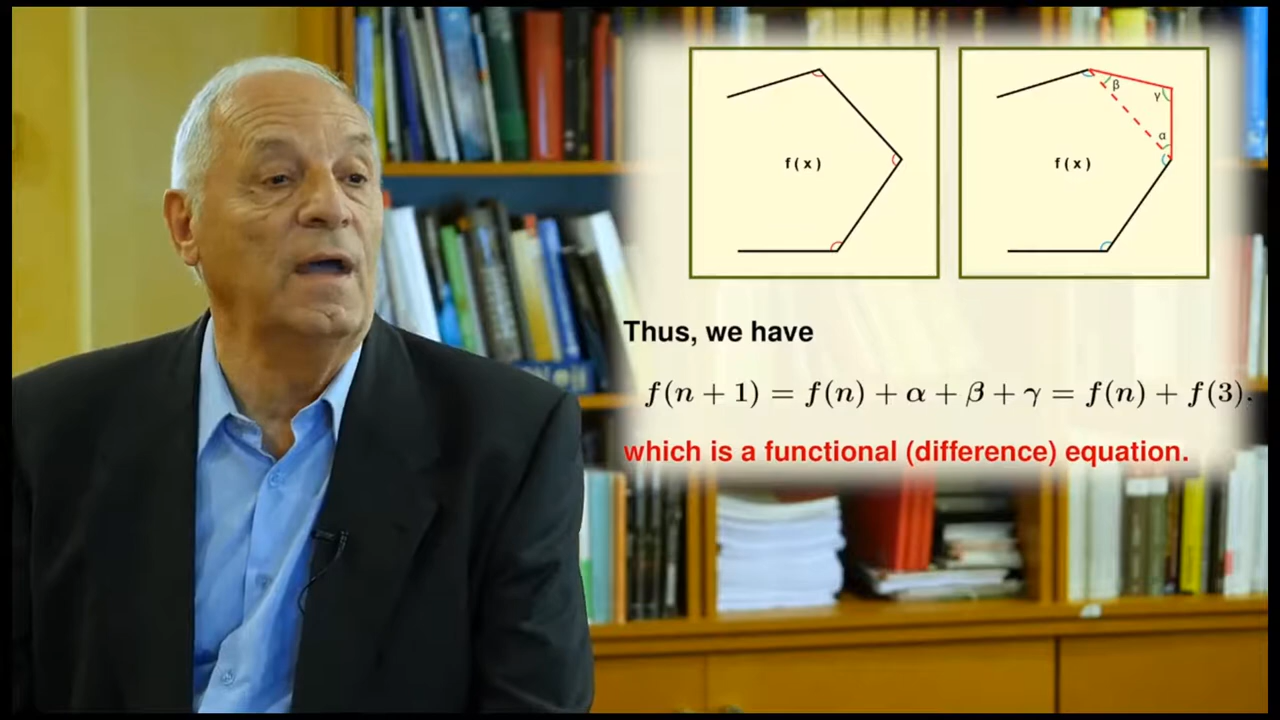 f ( x )
β
γ
α
f ( x )
Thus, we have
f(n + 1) = f(n) + α + β + γ = f(n) + f(3).
which is a functional (difference) equation.